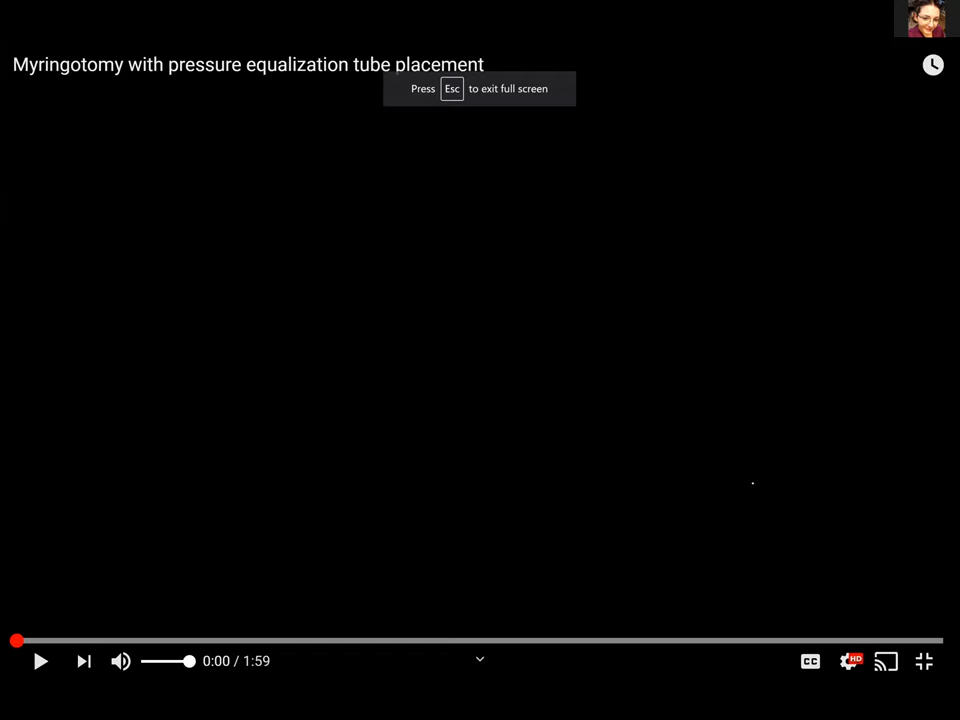 Myringotomy with pressure equalization tube placement
Press Esc to exit full screen
0:00 / 1:59
CC
HD